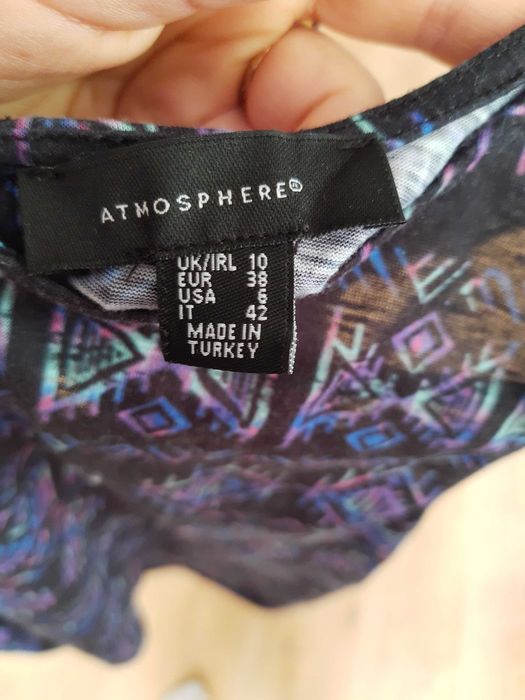 ATMOSPHERE®
UK/IRL 10
EUR 38
USA 6
IT 42
MADE IN
TURKEY